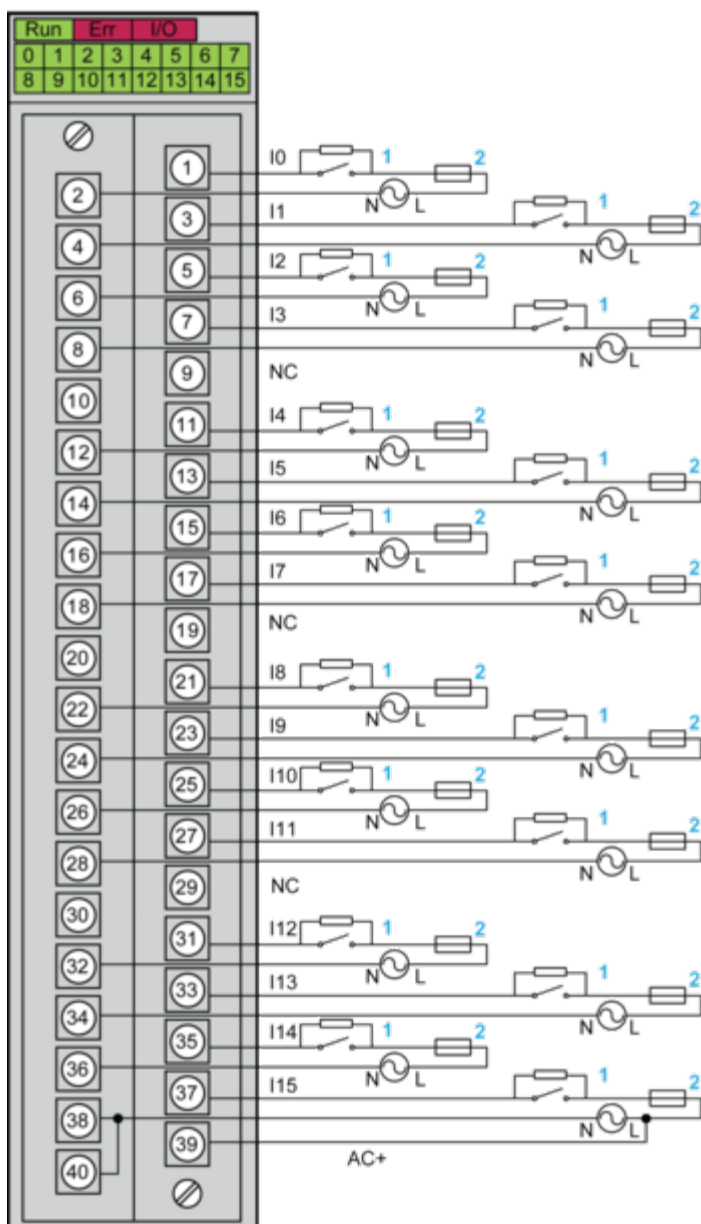 Run Err I/O
0 1 2 3 4 5 6 7
8 9 10 11 12 13 14 15
1 I0 1 2
2 N L
3 I1 1 2
4 N L
5 I2 1 2
6 N L
7 I3 1 2
8 N L
9 NC
10
11 I4 1 2
12 N L
13 I5 1 2
14 N L
15 I6 1 2
16 N L
17 I7 1 2
18 N L
19 NC
20
21 I8 1 2
22 N L
23 I9 1 2
24 N L
25 I10 1 2
26 N L
27 I11 1 2
28 N L
29 NC
30
31 I12 1 2
32 N L
33 I13 1 2
34 N L
35 I14 1 2
36 N L
37 I15 1 2
38 N L
39 AC+
40